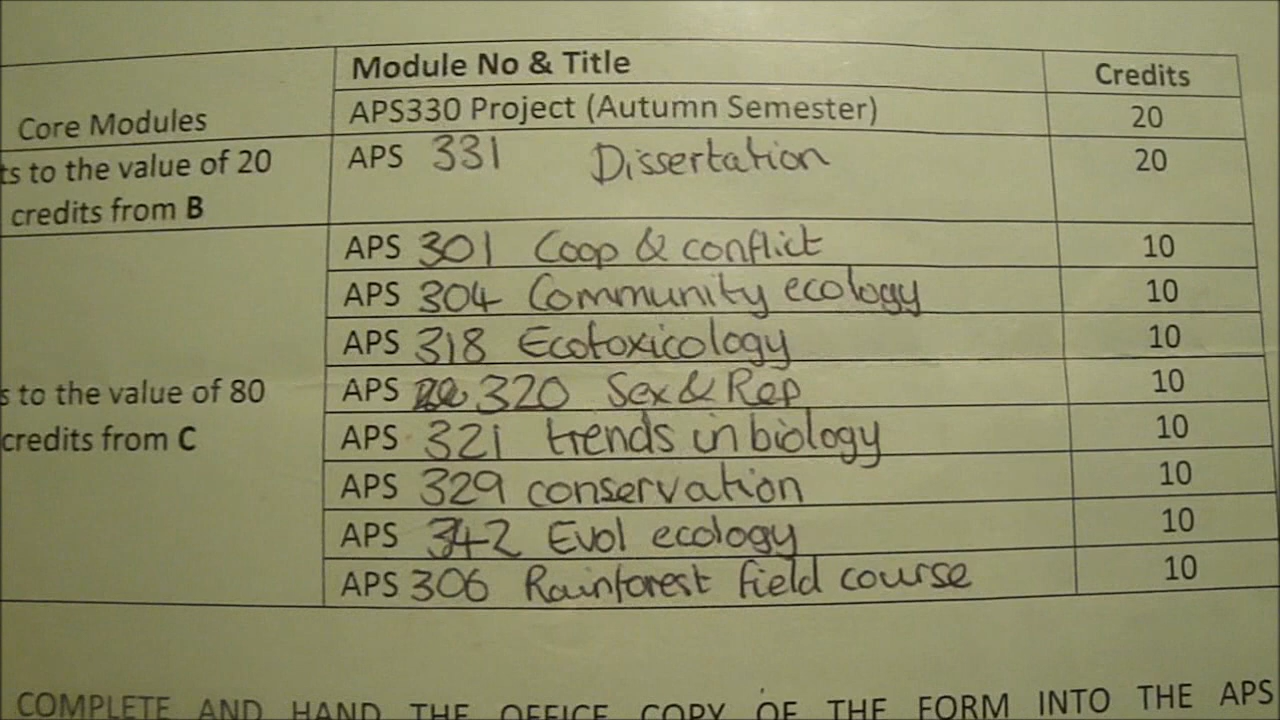 Module No & Title Credits
Core Modules APS330 Project (Autumn Semester) 20
ts to the value of 20 APS 331 Dissertation 20
credits from B
APS 301 Coop & conflict 10
APS 304 Community ecology 10
APS 318 Ecotoxicology 10
s to the value of 80 APS 320 Sex & Rep 10
credits from C APS 321 trends in biology 10
APS 329 conservation 10
APS 342 Evol ecology 10
APS 306 Rainforest field course 10
COMPLETE AND HAND THE OFFICE COPY OF THE FORM INTO THE APS